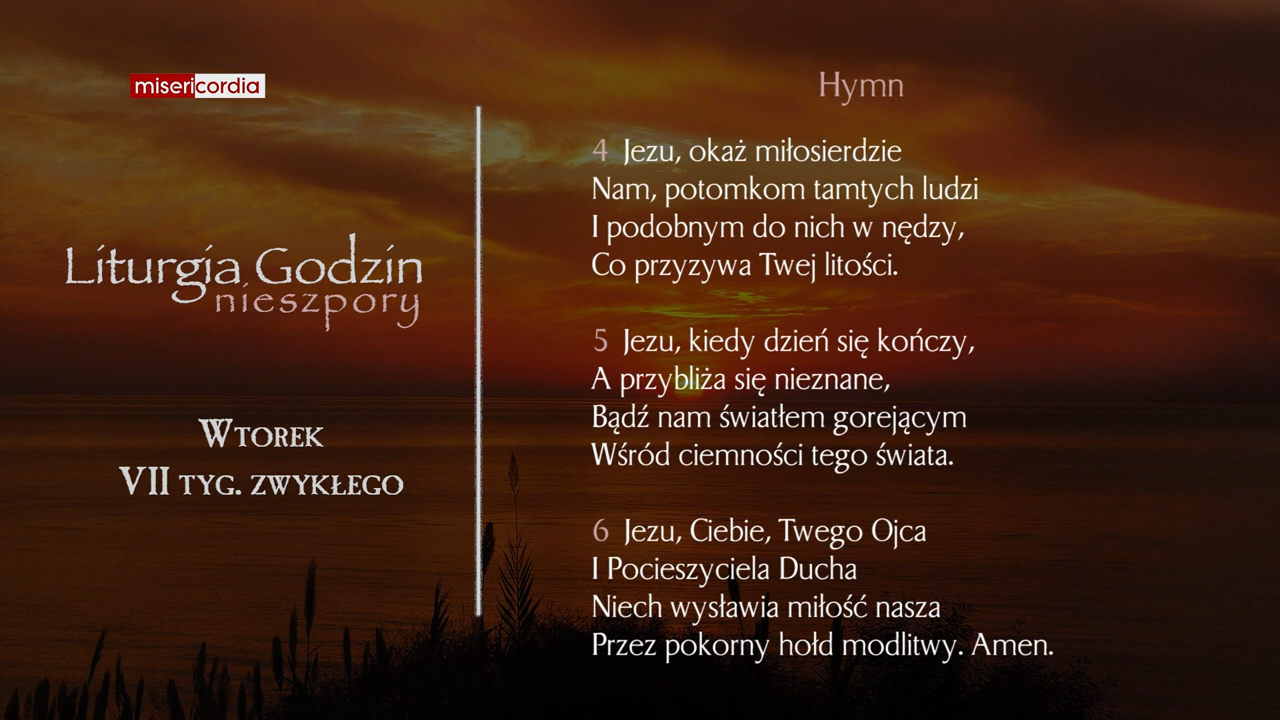 misericordia
Liturgia Godzin
nieszpory
Wtorek
VII tyg. zwykłego
Hymn
4 Jezu, okaż miłosierdzie
Nam, potomkom tamtych ludzi
I podobnym do nich w nędzy,
Co przyzywa Twej litości.
5 Jezu, kiedy dzień się kończy,
A przybliża się nieznane,
Bądź nam światłem gorejącym
Wśród ciemności tego świata.
6 Jezu, Ciebie, Twego Ojca
I Pocieszyciela Ducha
Niech wysławia miłość nasza
Przez pokorny hołd modlitwy. Amen.